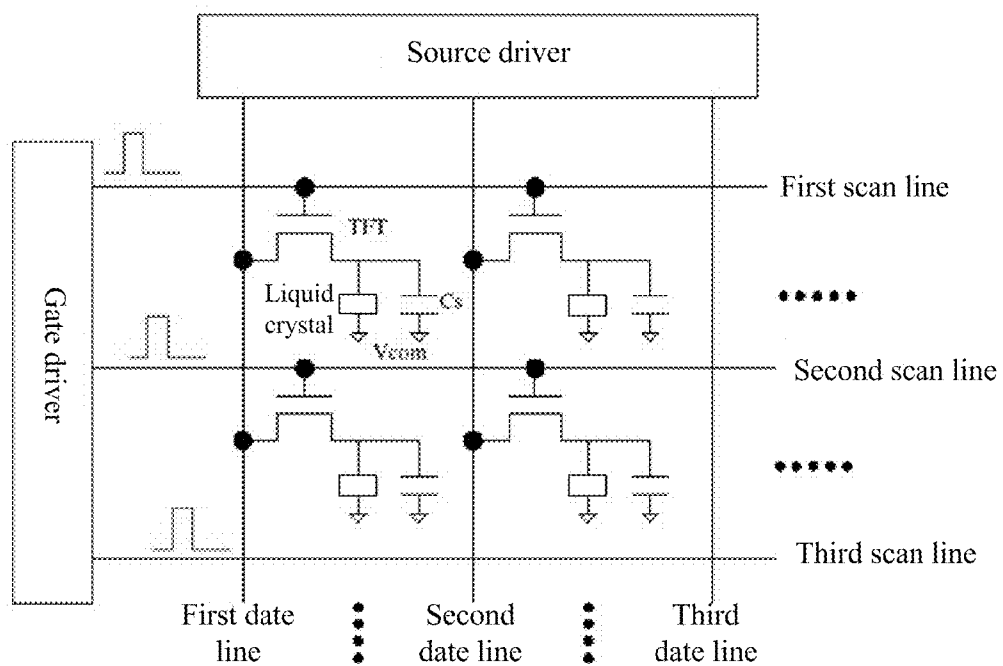 Source driver
Gate driver
First scan line
TFT
Liquid
crystal
Cs
Vcom
Second scan line
Third scan line
First date
line
Second
date line
Third
date line